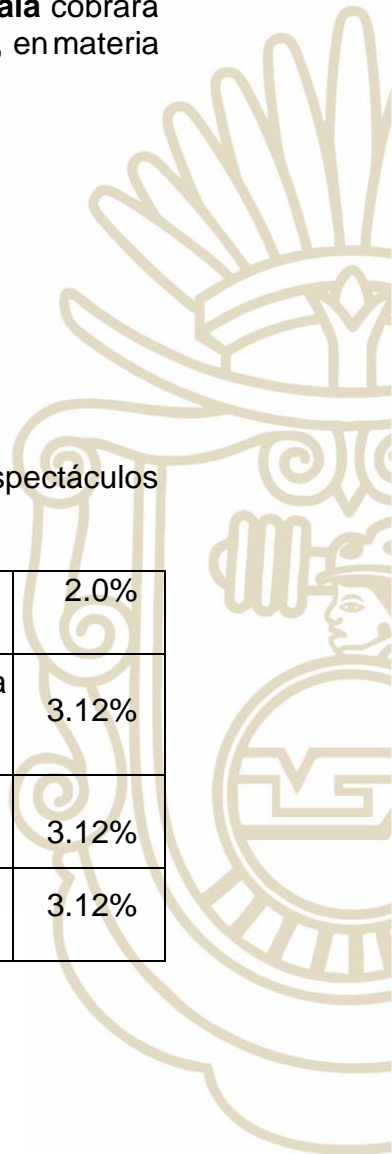 ala cobrará
, en materia
spectáculos
2.0%
a
3.12%
3.12%
3.12%